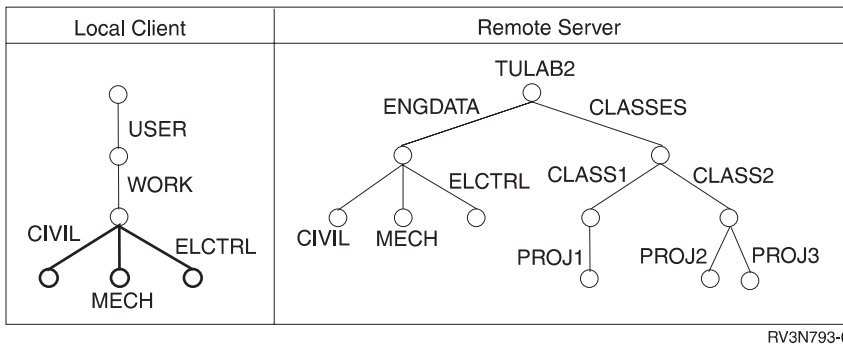 Local Client
Remote Server
TULAB2
ENGDATA
CLASSES
USER
WORK
CIVIL
ELCTRL
MECH
ELCTRL
CLASS1
CLASS2
CIVIL
MECH
PROJ1
PROJ2
PROJ3